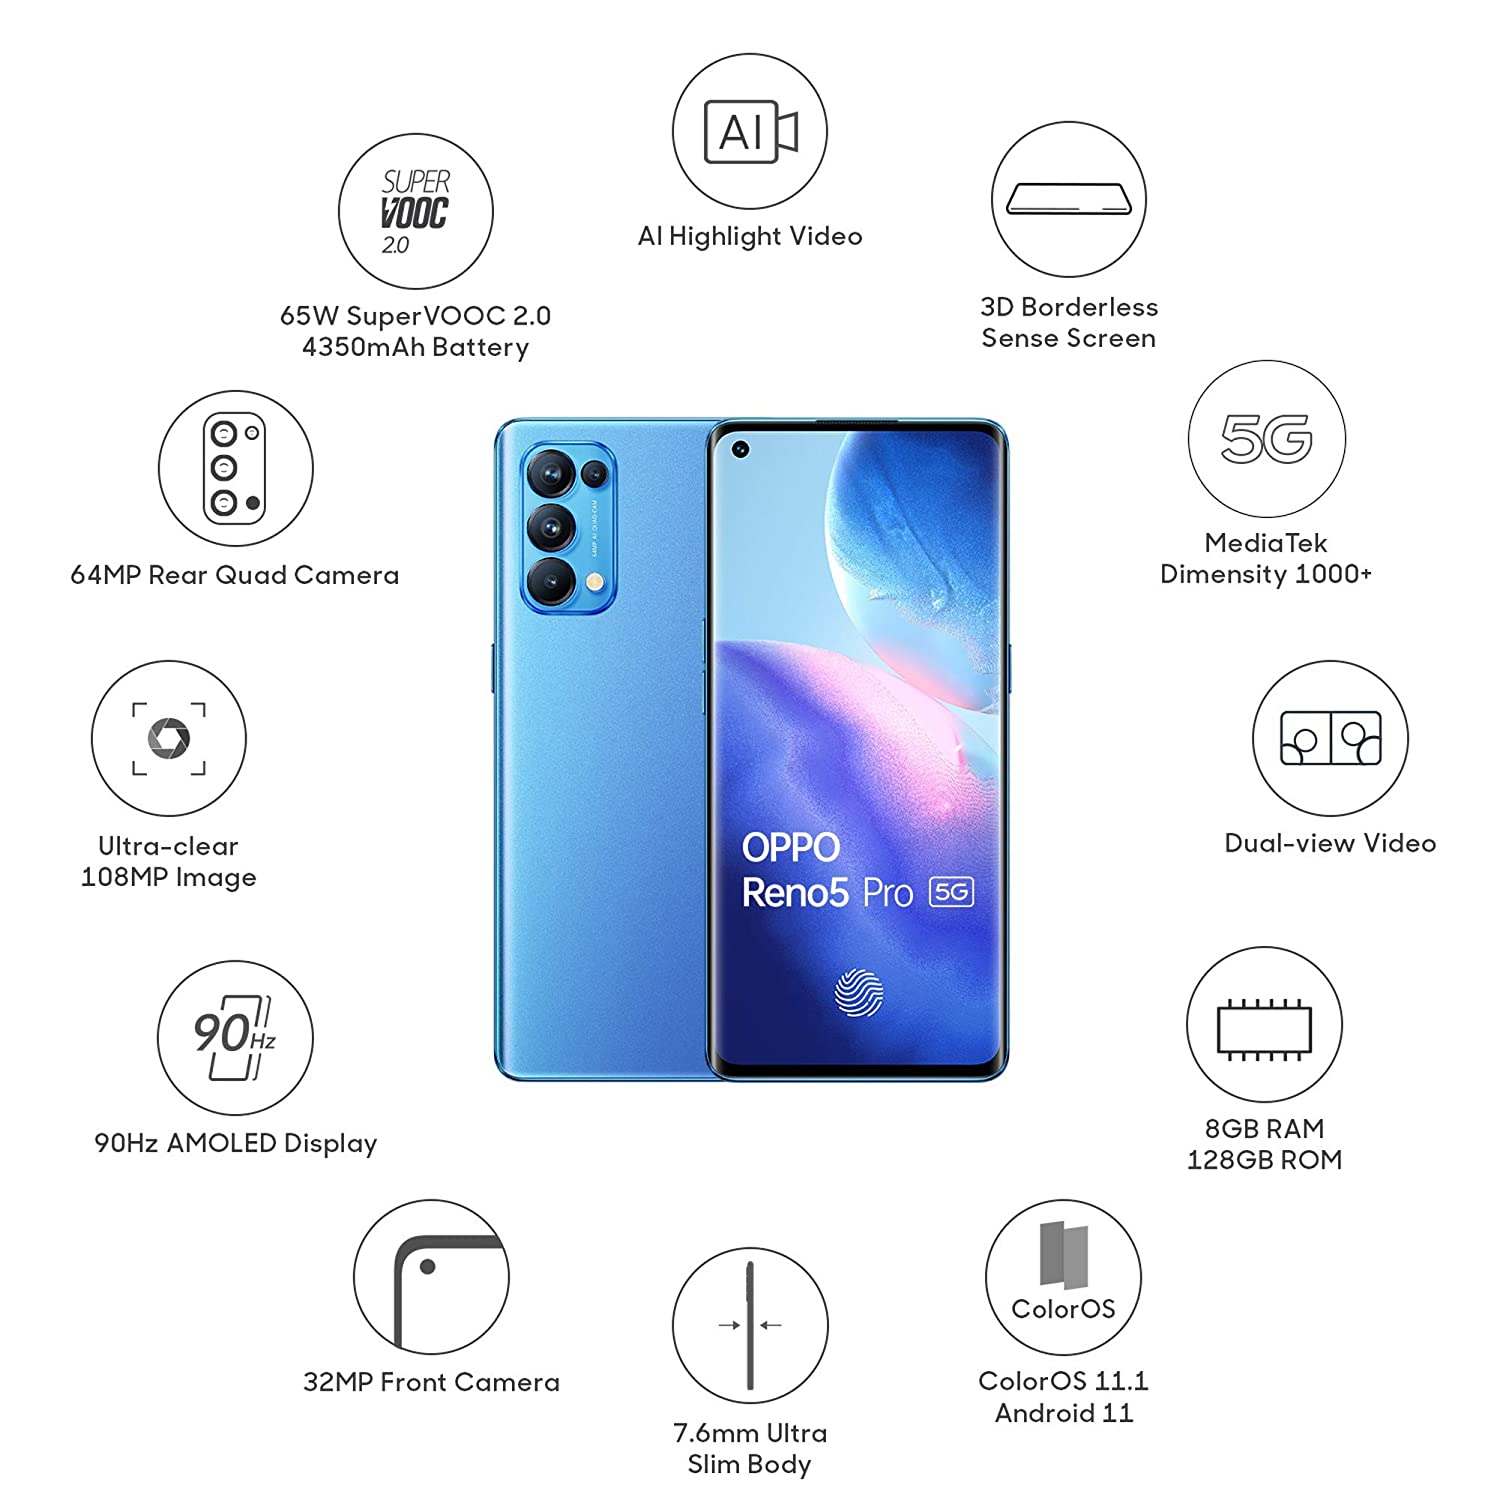 AI
AI Highlight Video
SUPER
VOOC
2.0
65W SuperVOOC 2.0
4350mAh Battery
3D Borderless
Sense Screen
5G
MediaTek
Dimensity 1000+
64MP Rear Quad Camera
Ultra-clear
108MP Image
Dual-view Video
OPPO
Reno5 Pro 5G
90Hz
90Hz AMOLED Display
8GB RAM
128GB ROM
32MP Front Camera
7.6mm Ultra
Slim Body
ColorOS
ColorOS 11.1
Android 11